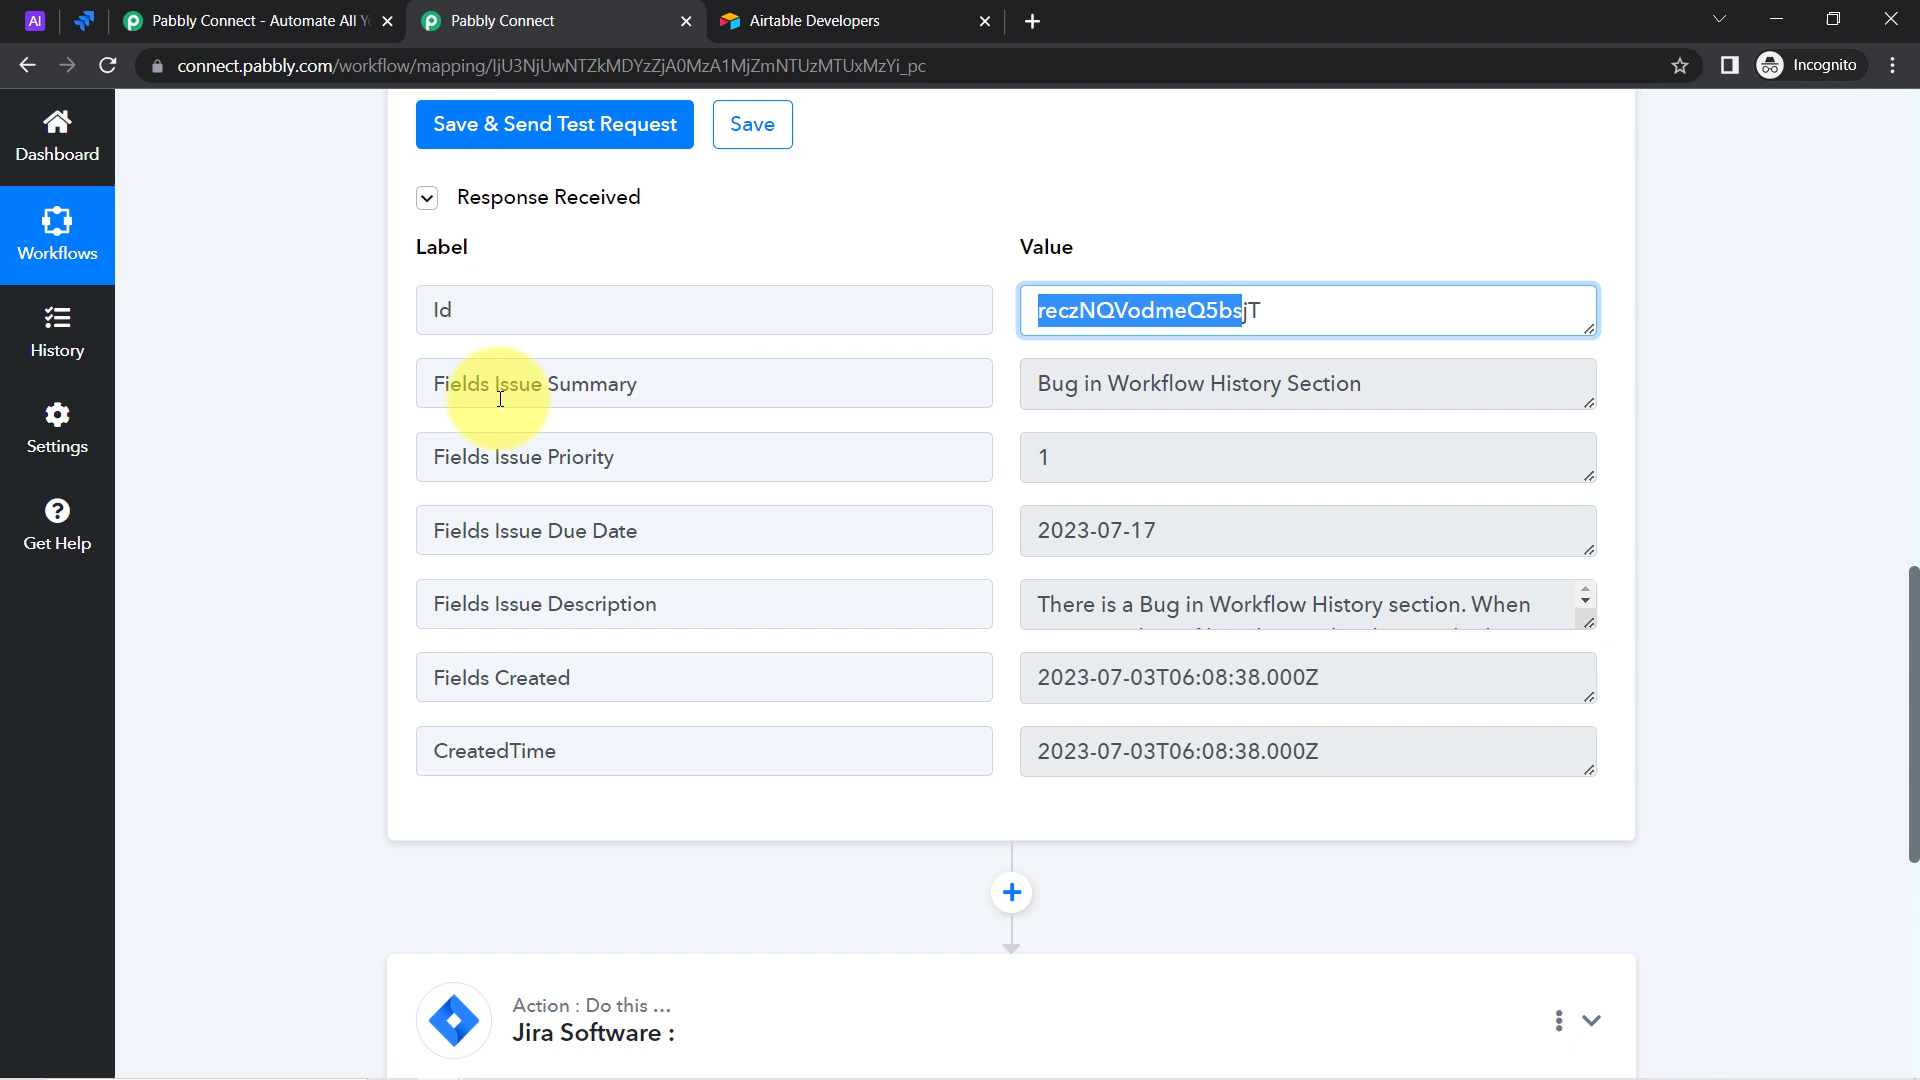 AI
Pabbly Connect - Automate All Y
Pabbly Connect
Airtable Developers
connect.pabbly.com/workflow/mapping/IjU3NjUwNTZkMDYzZjA0MzA1MjZmNTUzMTUxMzYi_pc
Incognito
Dashboard
Workflows
History
Settings
Get Help
Save & Send Test Request
Save
Response Received
Label
Value
Id
reczNQVodmeQ5bsjT
Fields Issue Summary
Bug in Workflow History Section
Fields Issue Priority
1
Fields Issue Due Date
2023-07-17
Fields Issue Description
There is a Bug in Workflow History section. When
Fields Created
2023-07-03T06:08:38.000Z
CreatedTime
2023-07-03T06:08:38.000Z
Action : Do this ...
Jira Software :